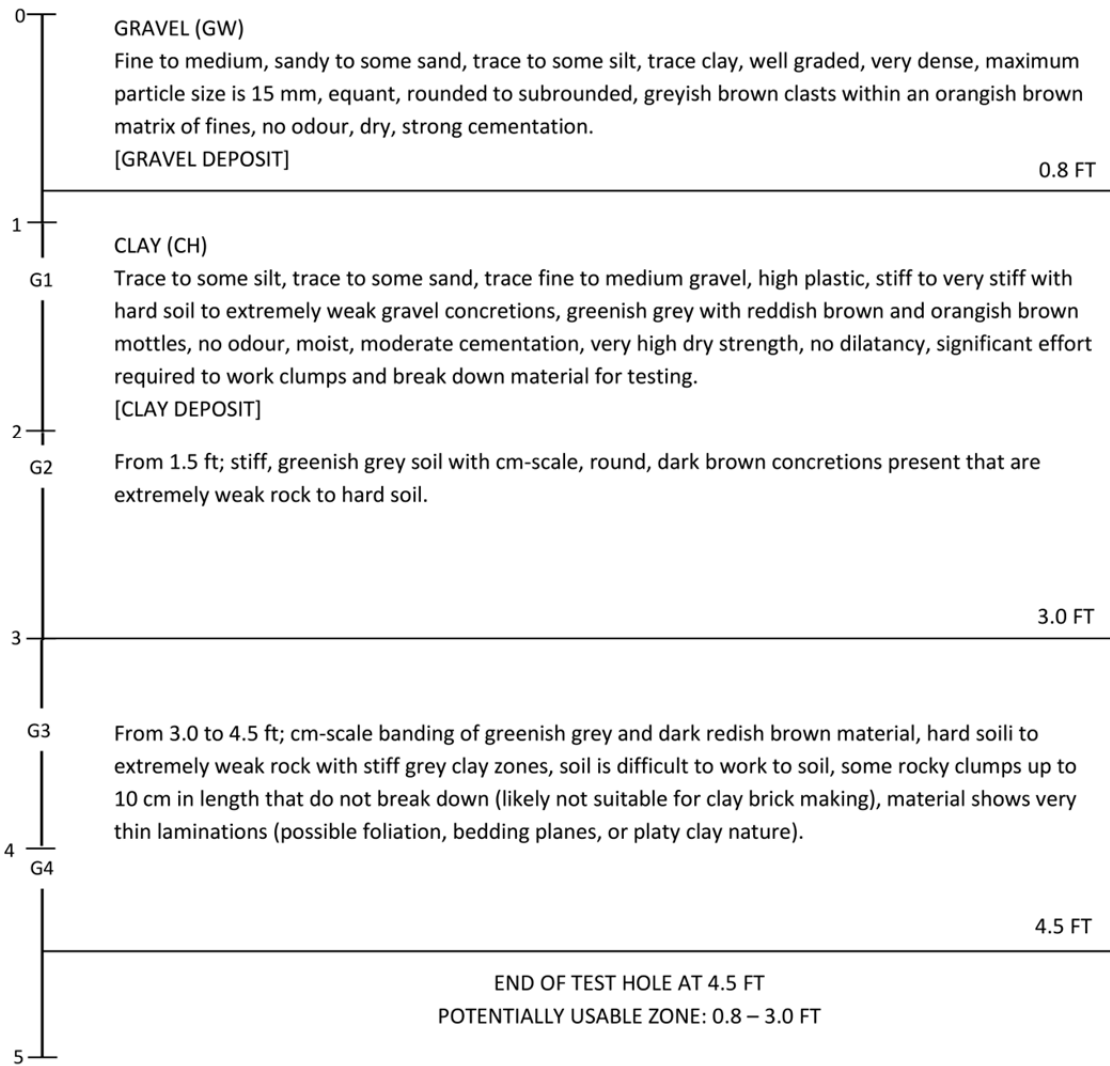 0
GRAVEL (GW)
Fine to medium, sandy to some sand, trace to some silt, trace clay, well graded, very dense, maximum
particle size is 15 mm, equant, rounded to subrounded, greyish brown clasts within an orangish brown
matrix of fines, no odour, dry, strong cementation.
[GRAVEL DEPOSIT]
0.8 FT
1
CLAY (CH)
G1
Trace to some silt, trace to some sand, trace fine to medium gravel, high plastic, stiff to very stiff with
hard soil to extremely weak gravel concretions, greenish grey with reddish brown and orangish brown
mottles, no odour, moist, moderate cementation, very high dry strength, no dilatancy, significant effort
required to work clumps and break down material for testing.
[CLAY DEPOSIT]
2
G2
From 1.5 ft; stiff, greenish grey soil with cm-scale, round, dark brown concretions present that are
extremely weak rock to hard soil.
3.0 FT
3
G3
From 3.0 to 4.5 ft; cm-scale banding of greenish grey and dark redish brown material, hard soili to
extremely weak rock with stiff grey clay zones, soil is difficult to work to soil, some rocky clumps up to
10 cm in length that do not break down (likely not suitable for clay brick making), material shows very
thin laminations (possible foliation, bedding planes, or platy clay nature).
4
G4
4.5 FT
END OF TEST HOLE AT 4.5 FT
POTENTIALLY USABLE ZONE: 0.8 – 3.0 FT
5